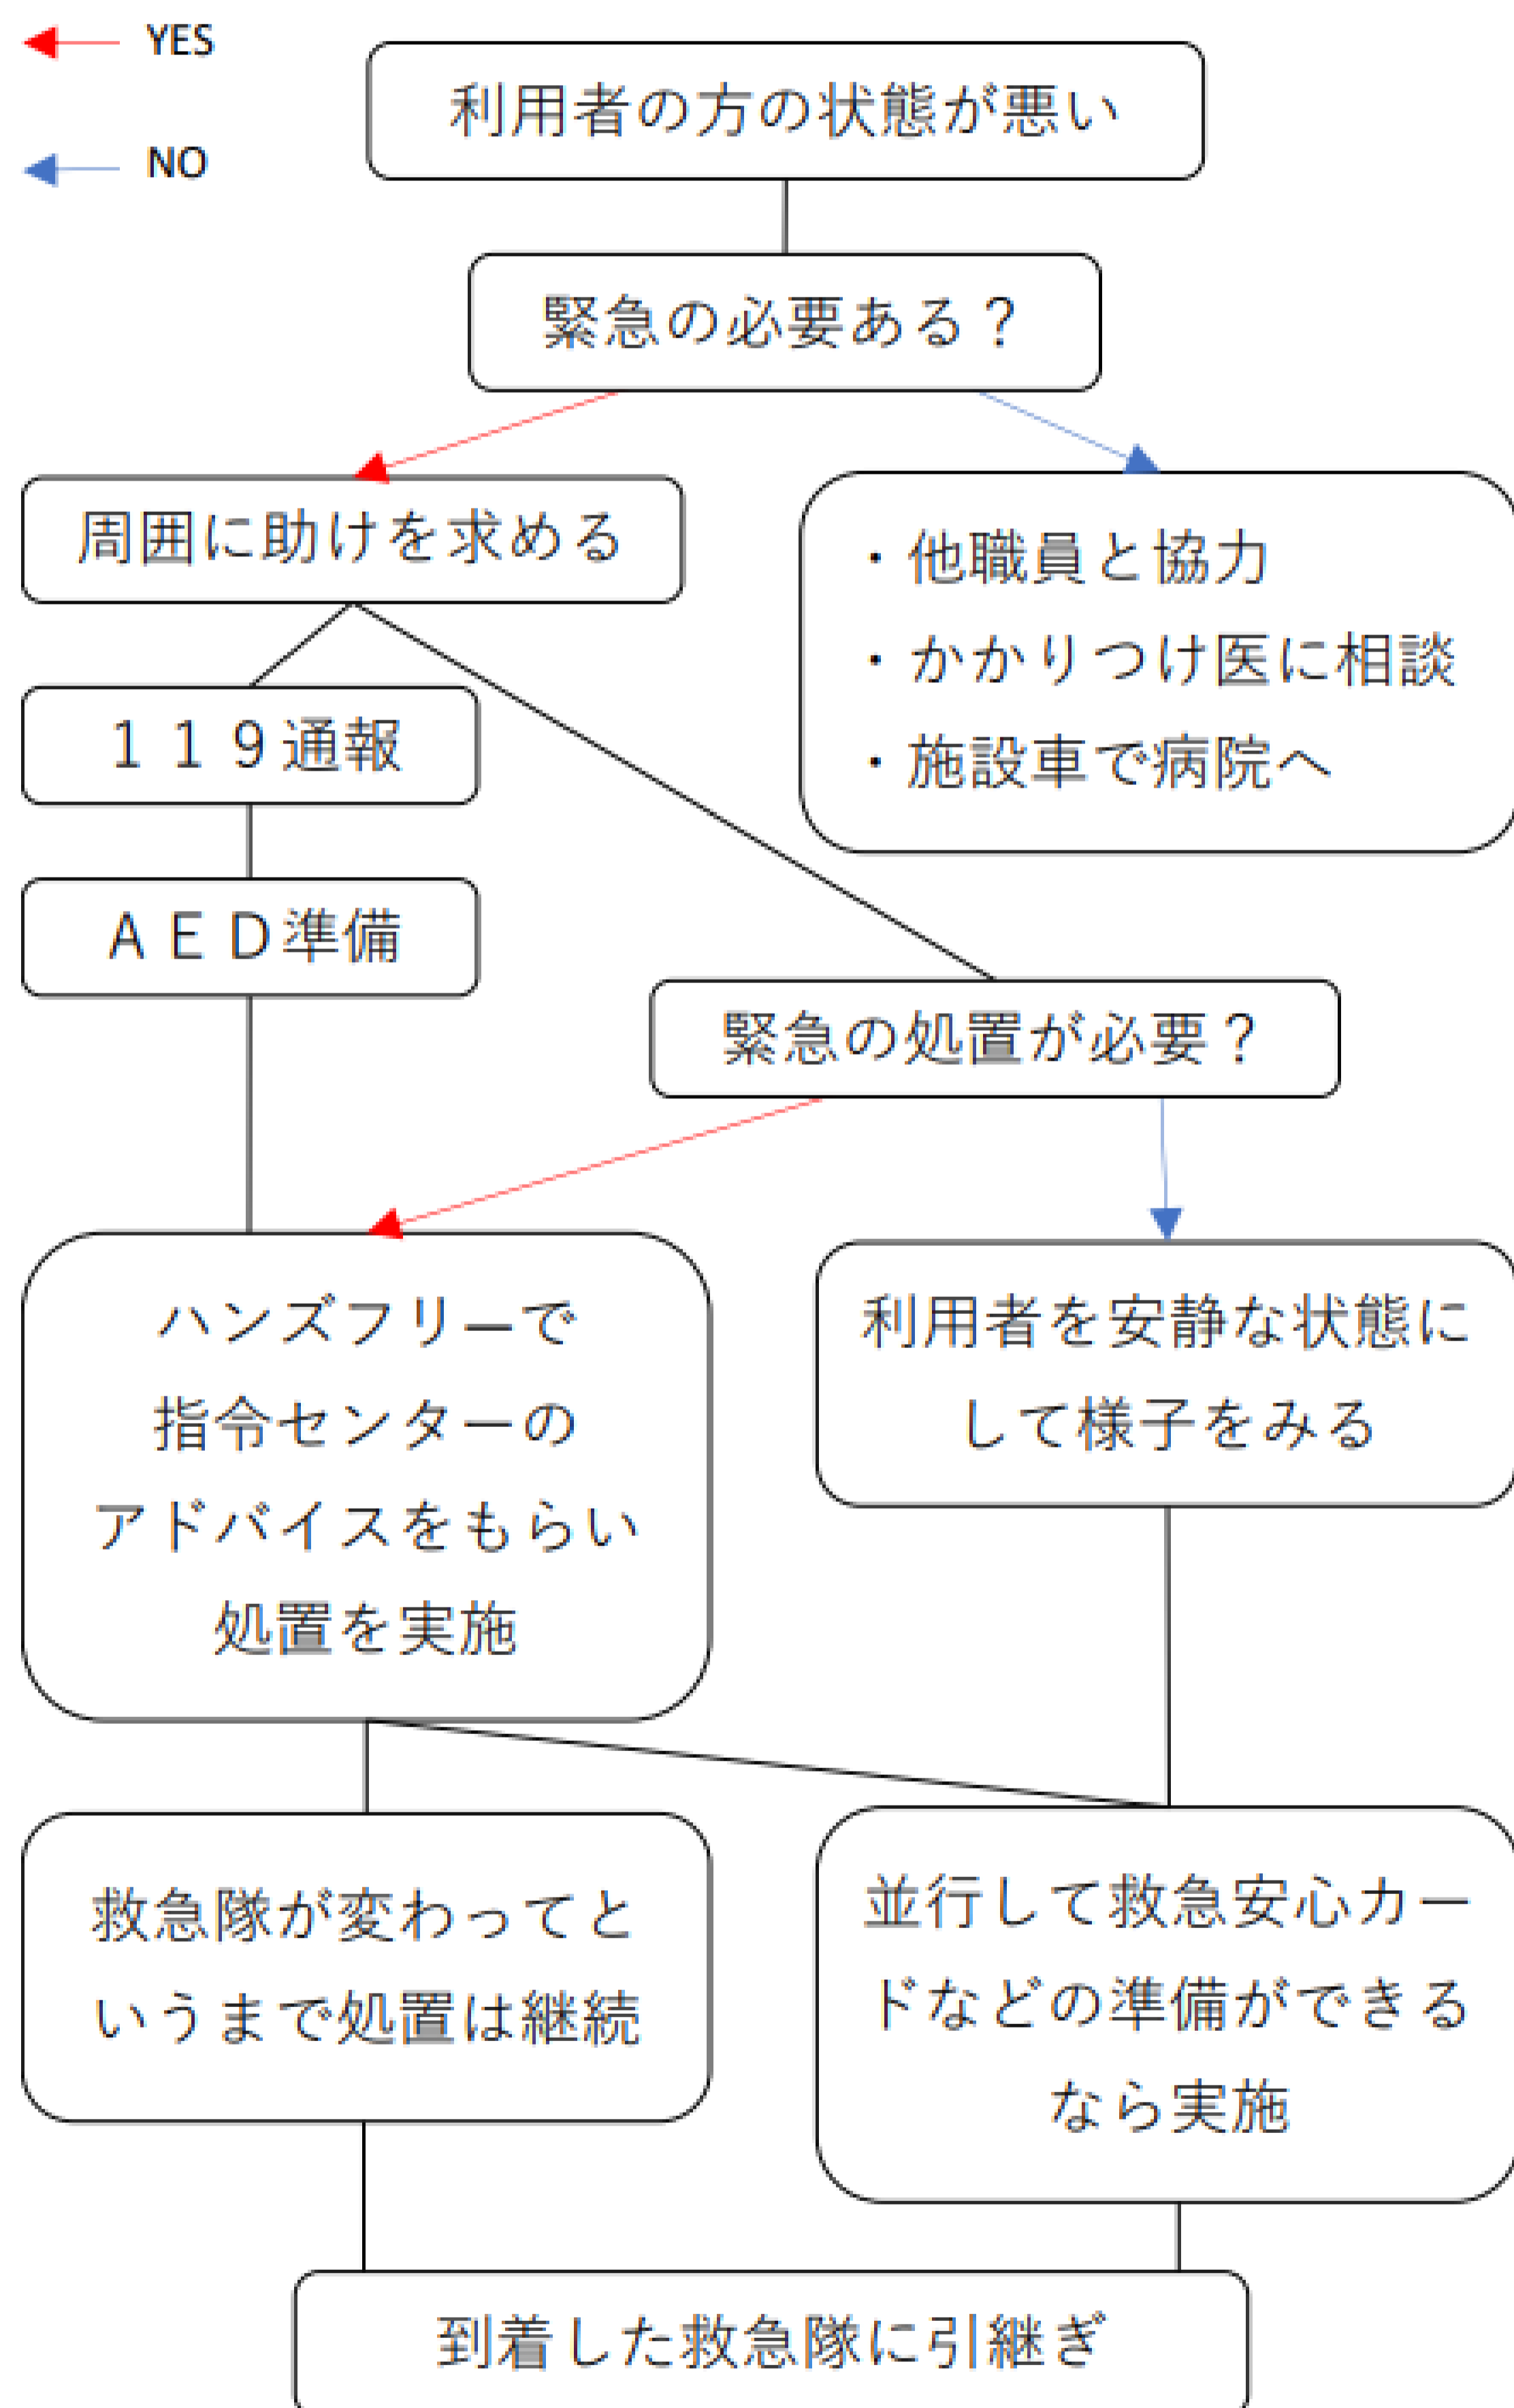 YES
NO
利用者の方の状態が悪い
緊急の必要ある？
周囲に助けを求める
・他職員と協力
・かかりつけ医に相談
・施設車で病院へ
１１９通報
ＡＥＤ準備
緊急の処置が必要？
ハンズフリーで
指令センターの
アドバイスをもらい
処置を実施
利用者を安静な状態に
して様子をみる
救急隊が変わってと
いうまで処置は継続
並行して救急安心カー
ドなどの準備ができる
なら実施
到着した救急隊に引継ぎ